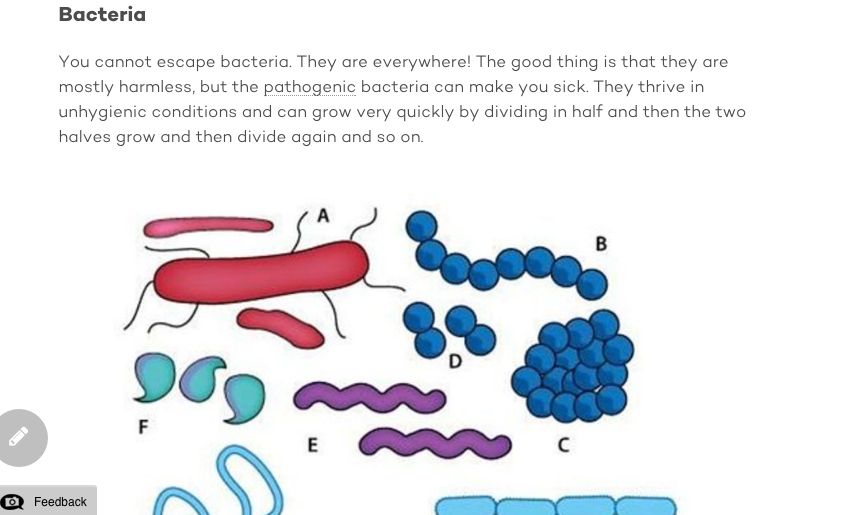 Bacteria
You cannot escape bacteria. They are everywhere! The good thing is that they are
mostly harmless, but the pathogenic bacteria can make you sick. They thrive in
unhygienic conditions and can grow very quickly by dividing in half and then the two
halves grow and then divide again and so on.
A
B
D
F
E
C
Feedback